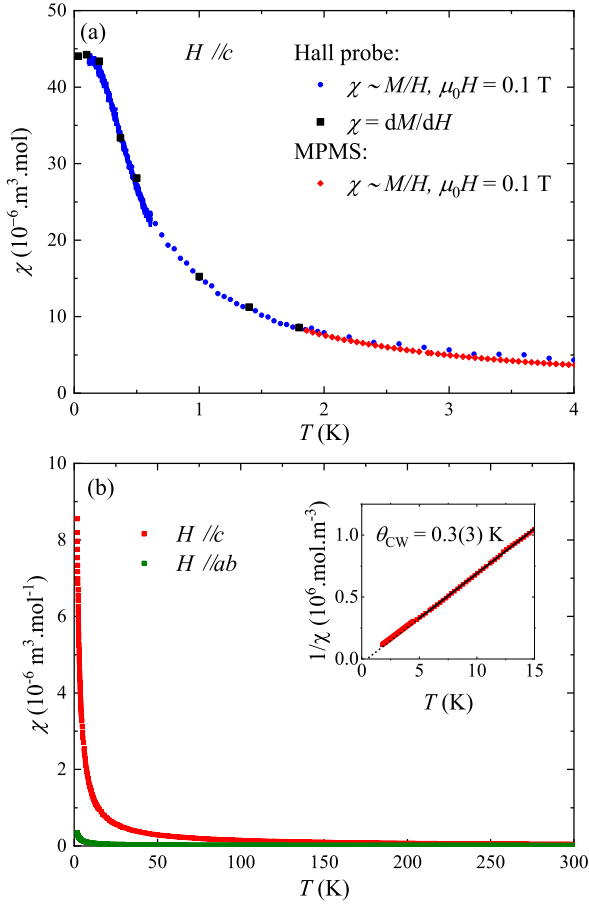 (a)
H //c
Hall probe:
χ ~ M/H, μ₀H = 0.1 T
χ = dM/dH
MPMS:
χ ~ M/H, μ₀H = 0.1 T
χ (10⁻⁶.m³.mol)
50
40
30
20
10
0
0 1 2 3 4
T (K)
(b)
H //c
H //ab
χ (10⁻⁶ m³.mol⁻¹)
10
8
6
4
2
0
0 50 100 150 200 250 300
T (K)
θCW = 0.3(3) K
1/χ (10⁶.mol.m⁻³)
1.0
0.5
0.0
0 5 10 15
T (K)